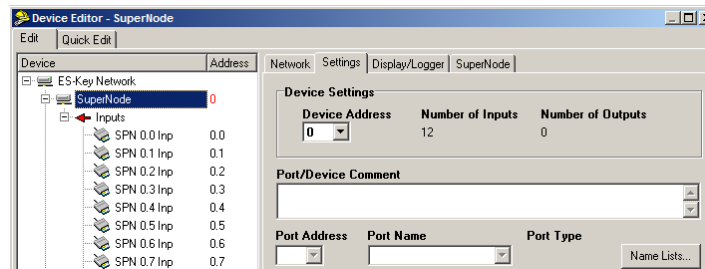 Device Editor - SuperNode
Edit Quick Edit
Device Address
ES-Key Network
SuperNode 0
Inputs
SPN 0.0 Inp 0.0
SPN 0.1 Inp 0.1
SPN 0.2 Inp 0.2
SPN 0.3 Inp 0.3
SPN 0.4 Inp 0.4
SPN 0.5 Inp 0.5
SPN 0.6 Inp 0.6
SPN 0.7 Inp 0.7
Network Settings Display/Logger SuperNode
Device Settings
Device Address Number of Inputs Number of Outputs
0 12 0
Port/Device Comment
Port Address Port Name Port Type
Name Lists...